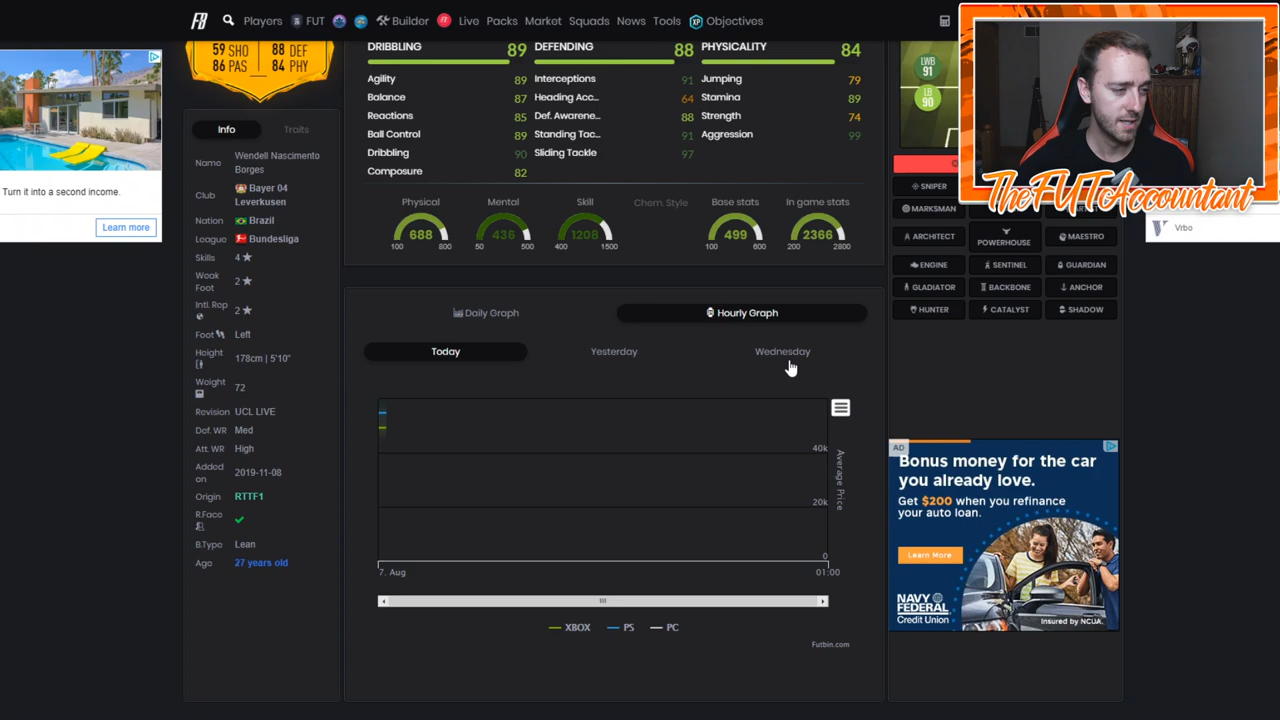 F8 Players FUT Builder Live Packs Market Squads News Tools XP Objectives
59 SHO 88 DEF
86 PAS 84 PHY
DRIBBLING 89 DEFENDING 88 PHYSICALITY 84
Agility 89 Interceptions 91 Jumping 79
Balance 87 Heading Acc... 64 Stamina 89
Reactions 85 Def. Awarene... 88 Strength 74
Ball Control 89 Standing Tac... 91 Aggression 99
Dribbling 90 Sliding Tackle 97
Composure 82
Physical Mental Skill Chem. Style Base stats In game stats
688 436 1208 499 2366
100 800 50 500 400 1500 100 600 200 2800
Info Traits
Name Wendell Nascimento Borges
Club Bayer 04 Leverkusen
Nation Brazil
League Bundesliga
Skills 4★
Weak Foot 2★
Intl. Rep 2★
Foot Left
Height 178cm | 5'10"
Weight 72
Revision UCL LIVE
Def. WR Med
Att. WR High
Added on 2019-11-08
Origin RTTF1
R.Face
B.Type Lean
Age 27 years old
Daily Graph Hourly Graph
Today Yesterday Wednesday
40k
20k
0
Average Price
7. Aug 01:00
XBOX PS PC
Futbin.com
LWB
91
LB
90
SNIPER
MARKSMAN
ARCHITECT POWERHOUSE MAESTRO
ENGINE SENTINEL GUARDIAN
GLADIATOR BACKBONE ANCHOR
HUNTER CATALYST SHADOW
TheFUTAccountant
Turn it into a second income.
Learn more
Vrbo
AD
Bonus money for the car
you already love.
Get $200 when you refinance
your auto loan.
Learn More
NAVY
FEDERAL
Credit Union
Insured by NCUA.